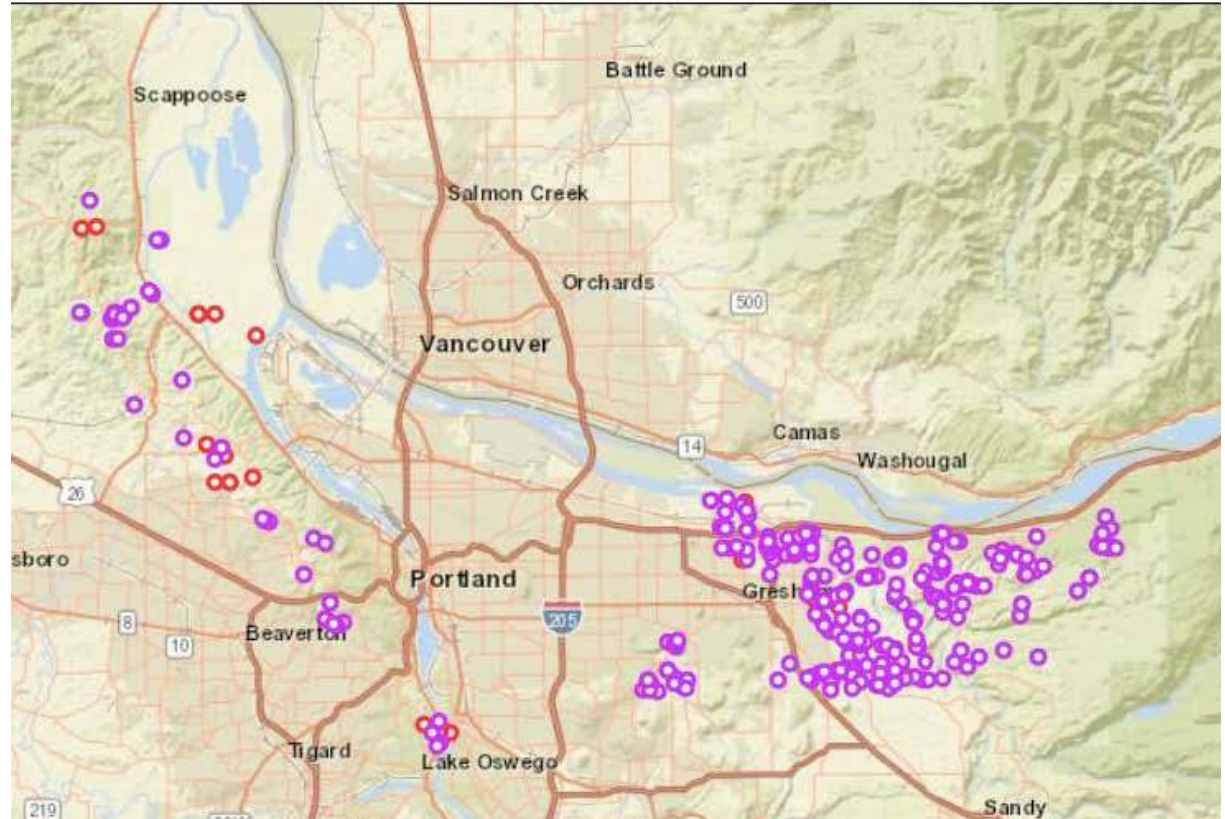 Battle Ground
Scappoose
Salmon Creek
Orchards
500
Vancouver
Camas
14
Washougal
26
sboro
Portland
Gresh
205
8
Beaverton
10
Tigard
Lake Oswego
219
Sandy